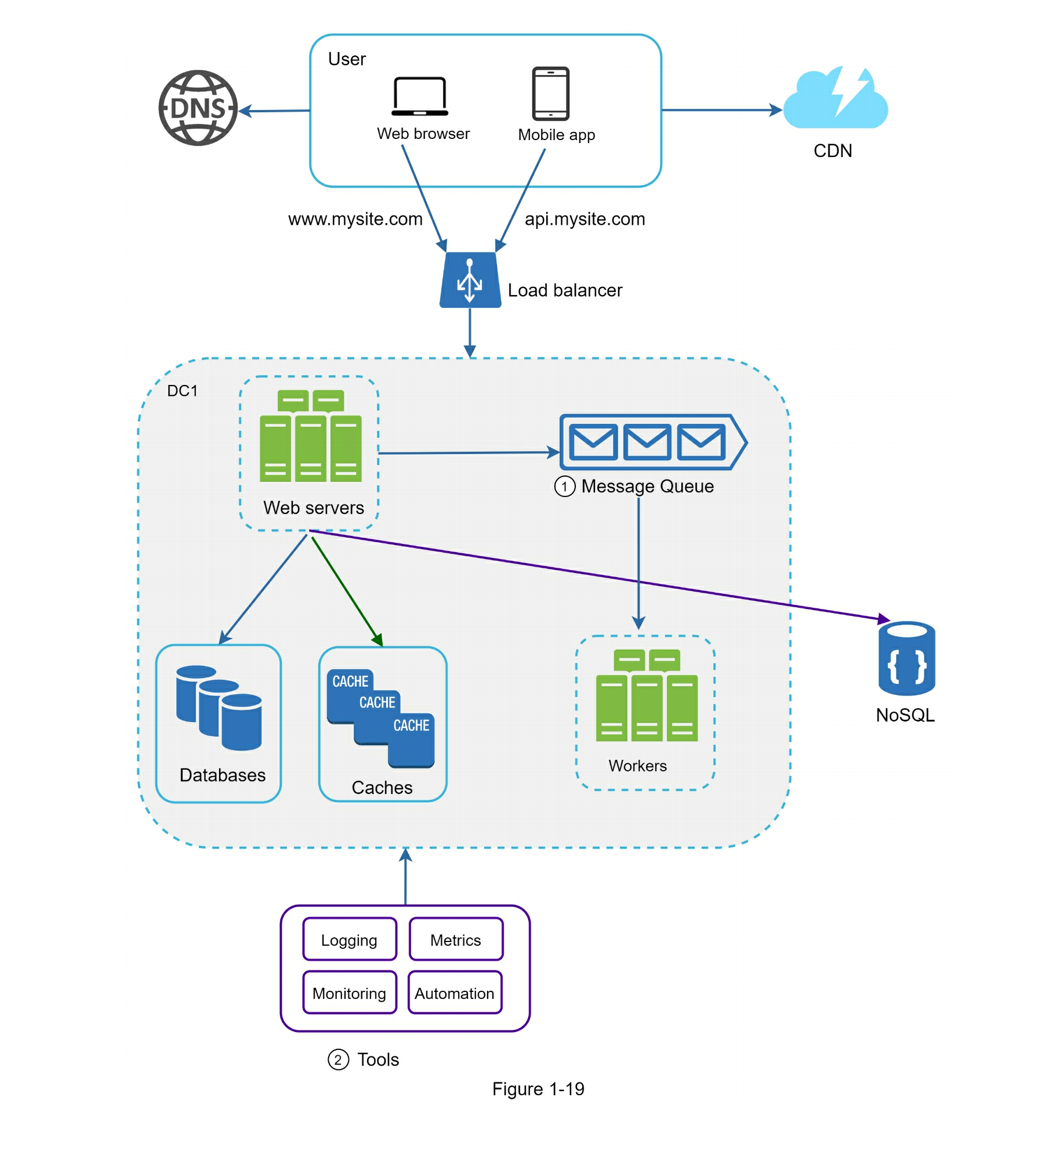 User
DNS
Web browser
Mobile app
CDN
www.mysite.com
api.mysite.com
Load balancer
DC1
Web servers
1 Message Queue
CACHE
CACHE
CACHE
{ }
NoSQL
Databases
Caches
Workers
Logging
Metrics
Monitoring
Automation
2 Tools
Figure 1-19